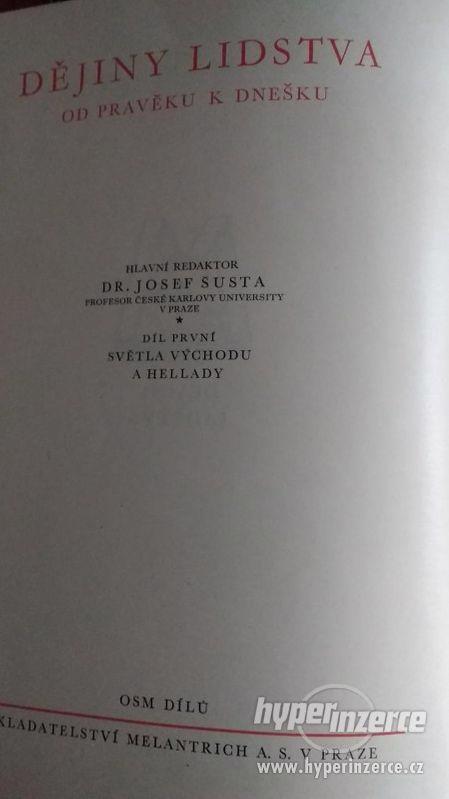 DĚJINY LIDSTVA
OD PRAVĚKU K DNEŠKU
HLAVNÍ REDAKTOR
DR. JOSEF ŠUSTA
PROFESOR ČESKÉ KARLOVY UNIVERSITY
V PRAZE
★
DÍL PRVNÍ
SVĚTLA VÝCHODU
A HELLADY
OSM DÍLŮ
KLADATELSTVÍ MELANTRICH A. S. V PRAZE
hyperinzerce
www.hyperinzerce.cz